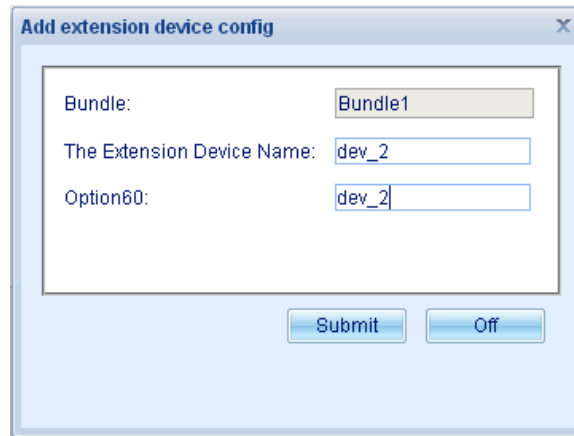 Add extension device config x
Bundle: Bundle1
The Extension Device Name: dev_2
Option60: dev_2
Submit Off